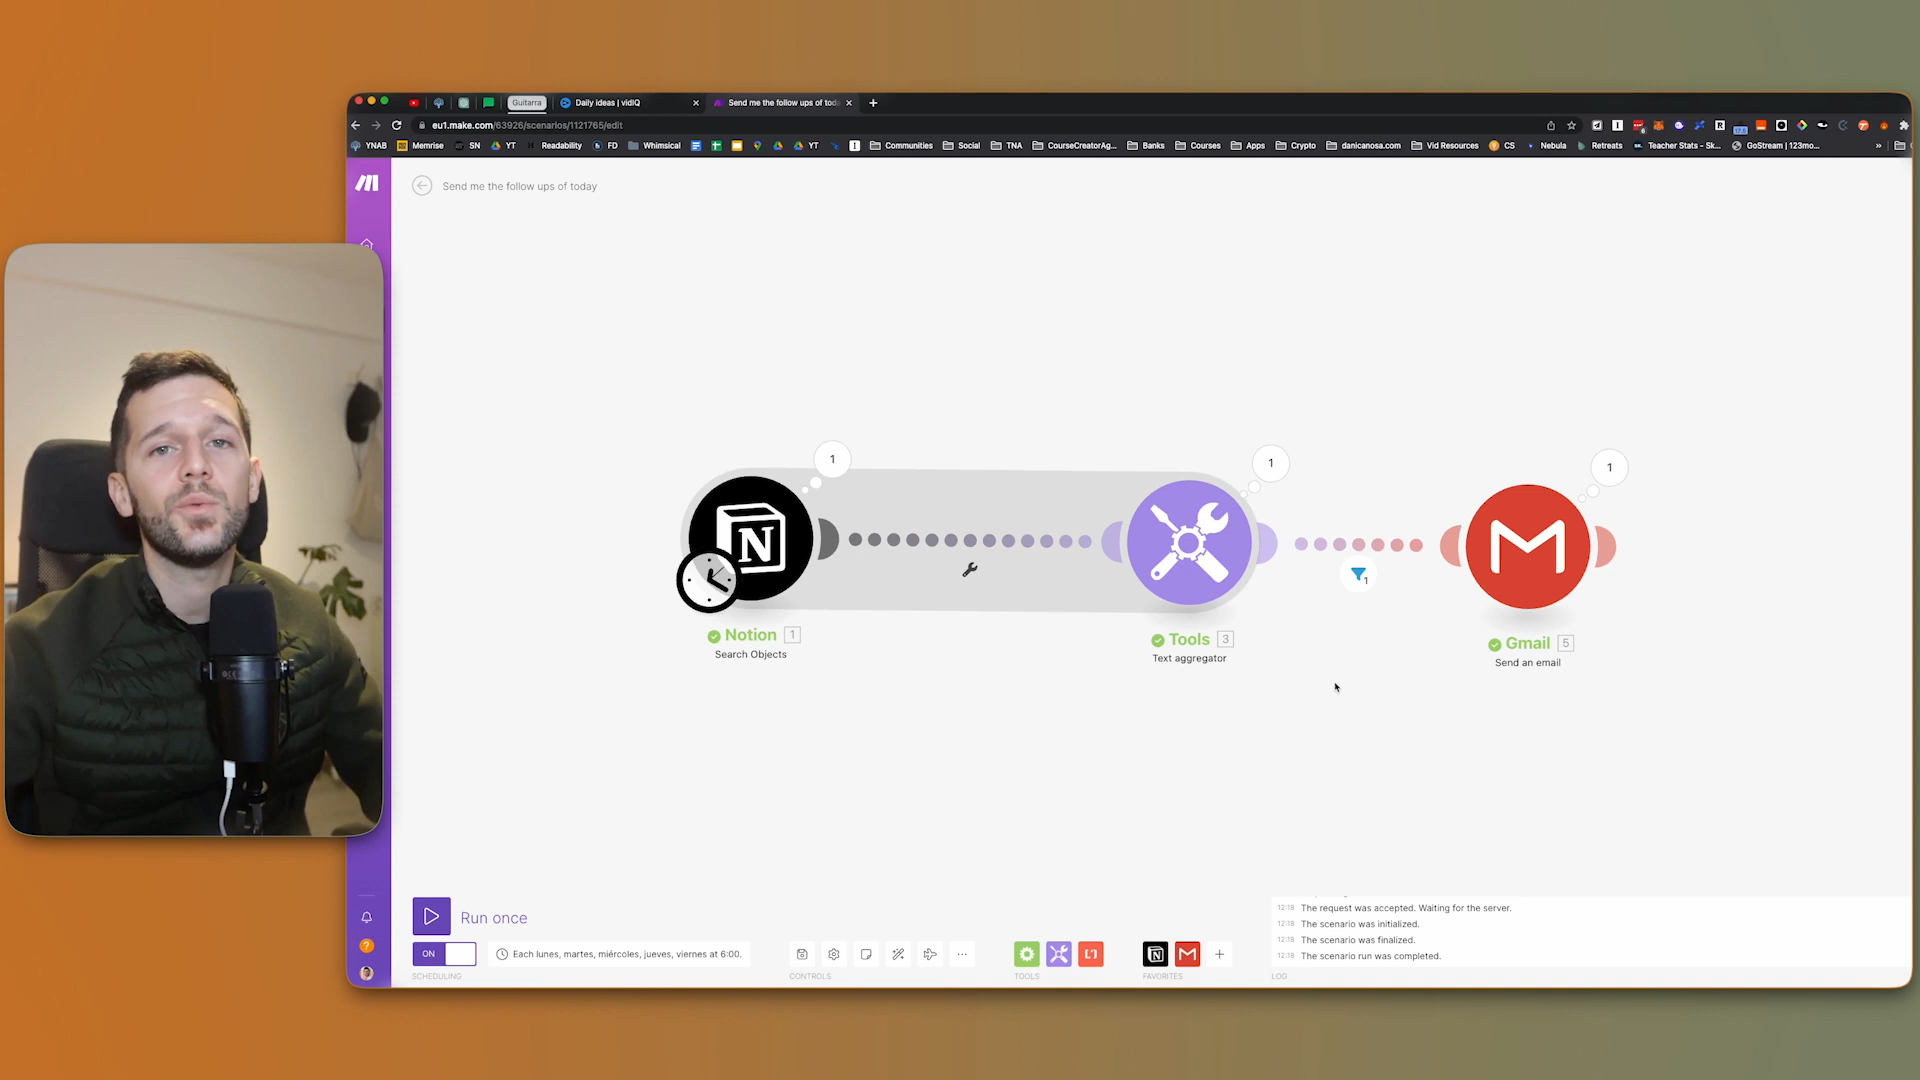 Guitarra
Daily ideas | vidIQ
Send me the follow ups of tod
eu1.make.com/63926/scenarios/1121765/edit
YNAB
Memrise
SN
YT
Readability
FD
Whimsical
YT
Communities
Social
TNA
CourseCreatorAg...
Banks
Courses
Apps
Crypto
danicanosa.com
Vid Resources
CS
Nebula
Retreats
Teacher Stats - Sk...
GoStream | 123mo...
Send me the follow ups of today
1
1
1
N
1
Notion 1
Search Objects
Tools 3
Text aggregator
Gmail 5
Send an email
Run once
ON
Each lunes, martes, miércoles, jueves, viernes at 6:00.
SCHEDULING
CONTROLS
TOOLS
FAVORITES
12:18 The request was accepted. Waiting for the server.
12:18 The scenario was initialized.
12:18 The scenario was finalized.
12:18 The scenario run was completed.
LOG